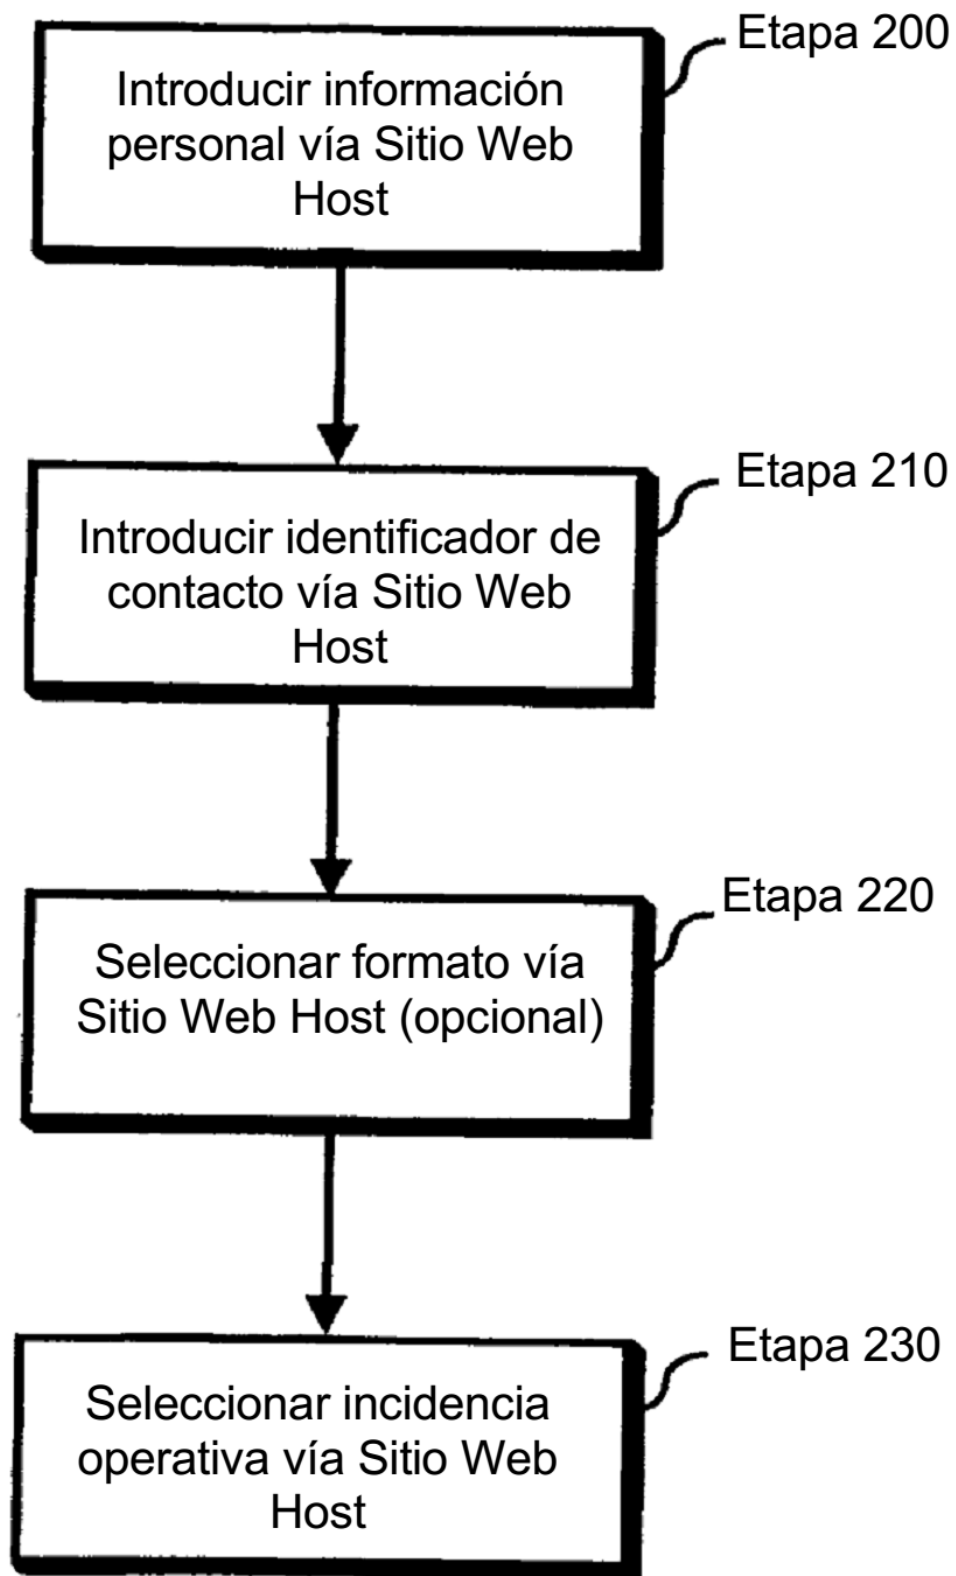 Etapa 200
Introducir información
personal vía Sitio Web
Host
Etapa 210
Introducir identificador de
contacto vía Sitio Web
Host
Etapa 220
Seleccionar formato vía
Sitio Web Host (opcional)
Etapa 230
Seleccionar incidencia
operativa vía Sitio Web
Host